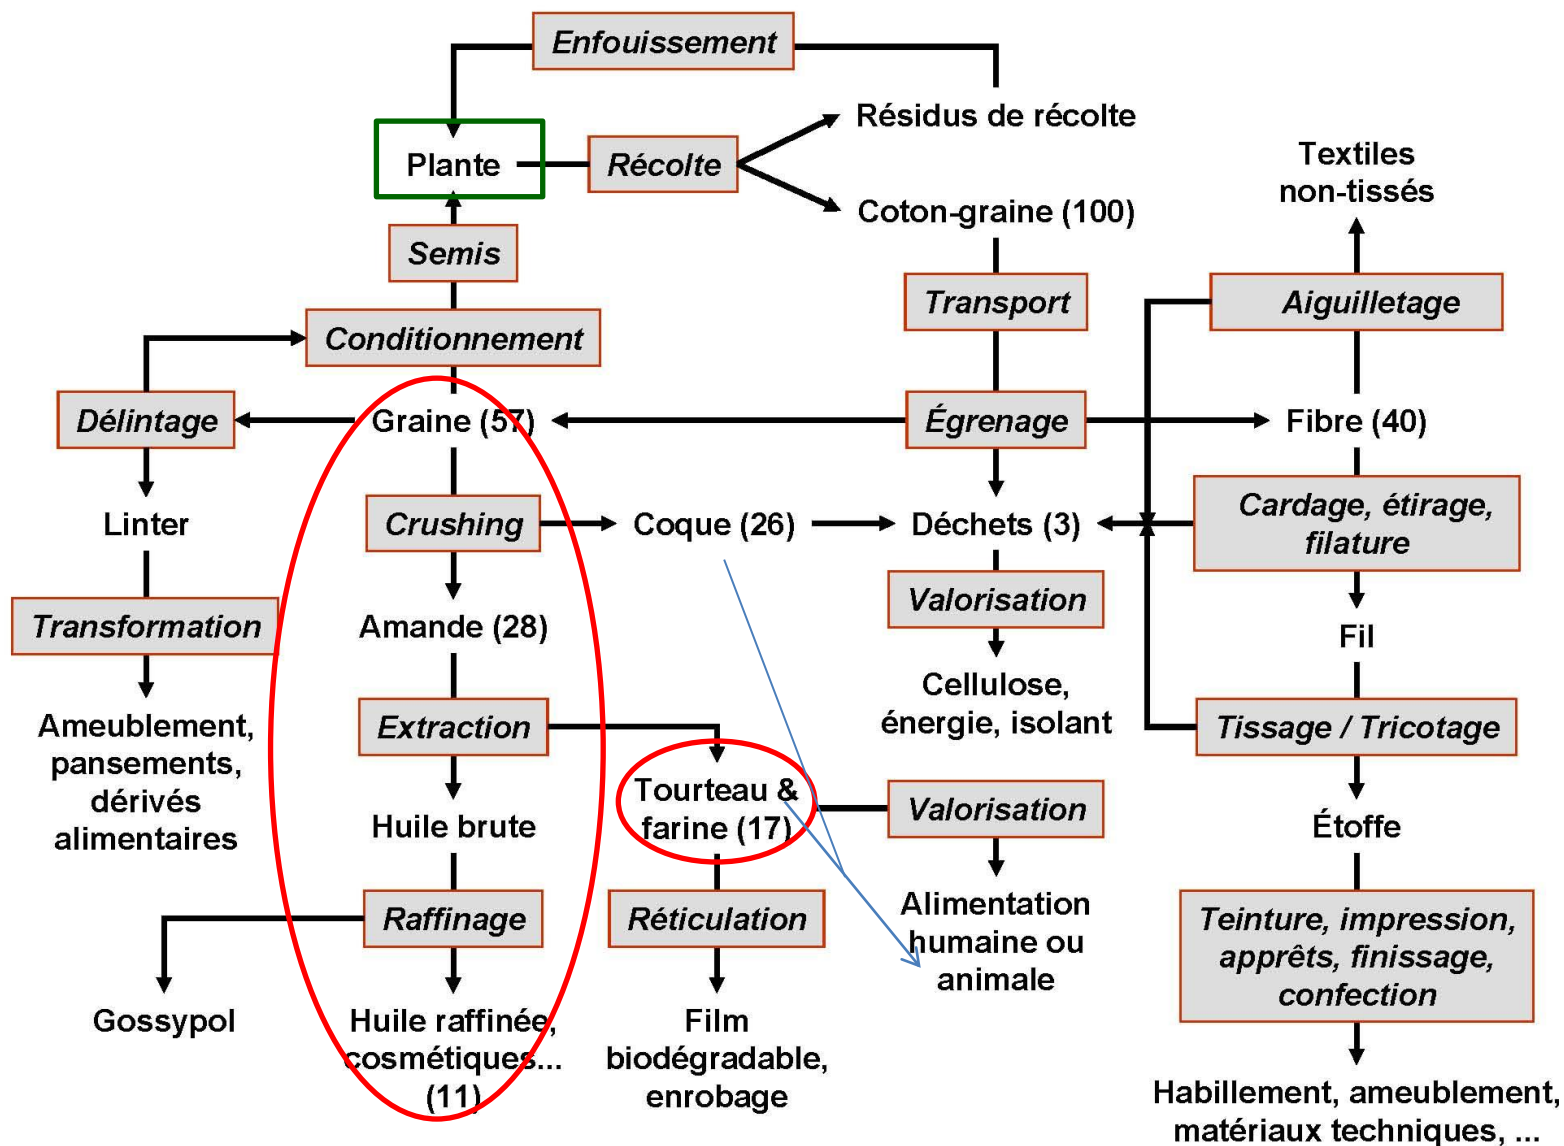 Enfouissement
Résidus de récolte
Plante
Récolte
Textiles
non-tissés
Coton-graine (100)
Semis
Transport
Aiguilletage
Conditionnement
Délintage
Graine (57)
Égrenage
Fibre (40)
Linter
Crushing
Coque (26)
Déchets (3)
Cardage, étirage,
filature
Transformation
Amande (28)
Valorisation
Fil
Ameublement,
pansements,
dérivés
alimentaires
Extraction
Cellulose,
énergie, isolant
Tissage / Tricotage
Huile brute
Tourteau &
farine (17)
Valorisation
Étoffe
Raffinage
Réticulation
Alimentation
humaine ou
animale
Teinture, impression,
apprêts, finissage,
confection
Gossypol
Huile raffinée,
cosmétiques...
(11)
Film
biodégradable,
enrobage
Habillement, ameublement,
matériaux techniques, ...